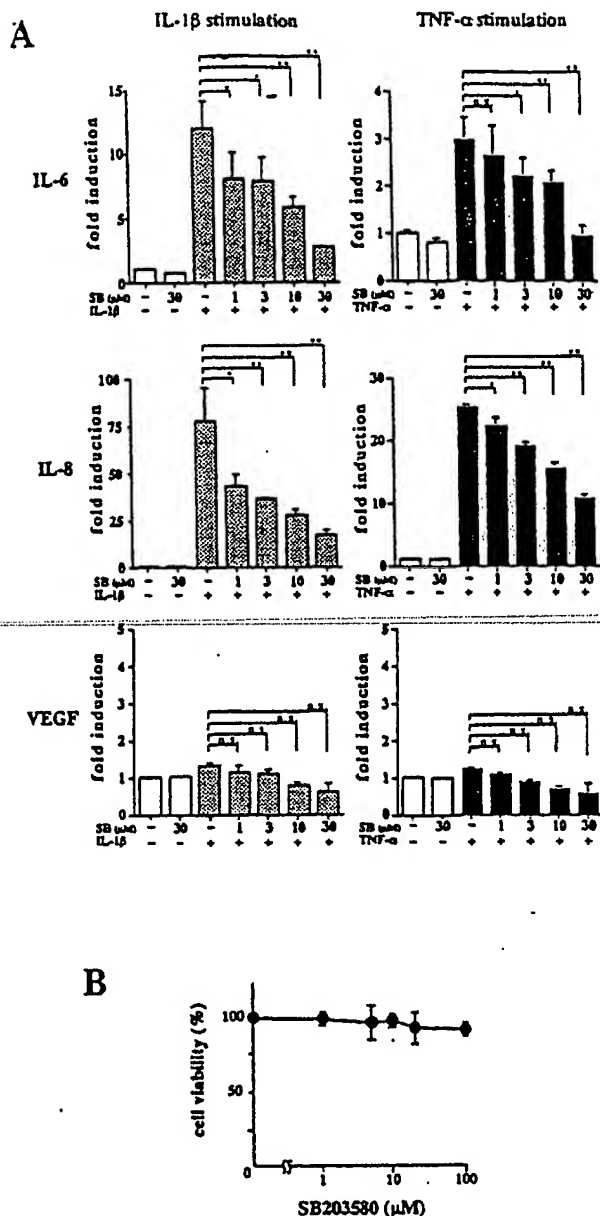 A
IL-1β stimulation TNF-α stimulation
IL-6
fold induction
15
10
5
0
SB (μM) - 30 - 1 3 10 30
IL-1β - - + + + + +
* * ** **
fold induction
4
3
2
1
0
SB (μM) - 30 - 1 3 10 30
TNF-α - - + + + + +
n.s * ** **
IL-8
fold induction
100
75
50
25
0
SB (μM) - 30 - 1 3 10 30
IL-1β - - + + + + +
* ** ** **
fold induction
30
20
10
0
SB (μM) - 30 - 1 3 10 30
TNF-α - - + + + + +
* ** ** **
VEGF
fold induction
5
4
3
2
1
0
SB (μM) - 30 - 1 3 10 30
IL-1β - - + + + + +
n.s n.s n.s n.s
fold induction
5
4
3
2
1
0
SB (μM) - 30 - 1 3 10 30
TNF-α - - + + + + +
n.s n.s n.s n.s
B
cell viability (%)
100
50
0
1 10 100
SB203580 (μM)